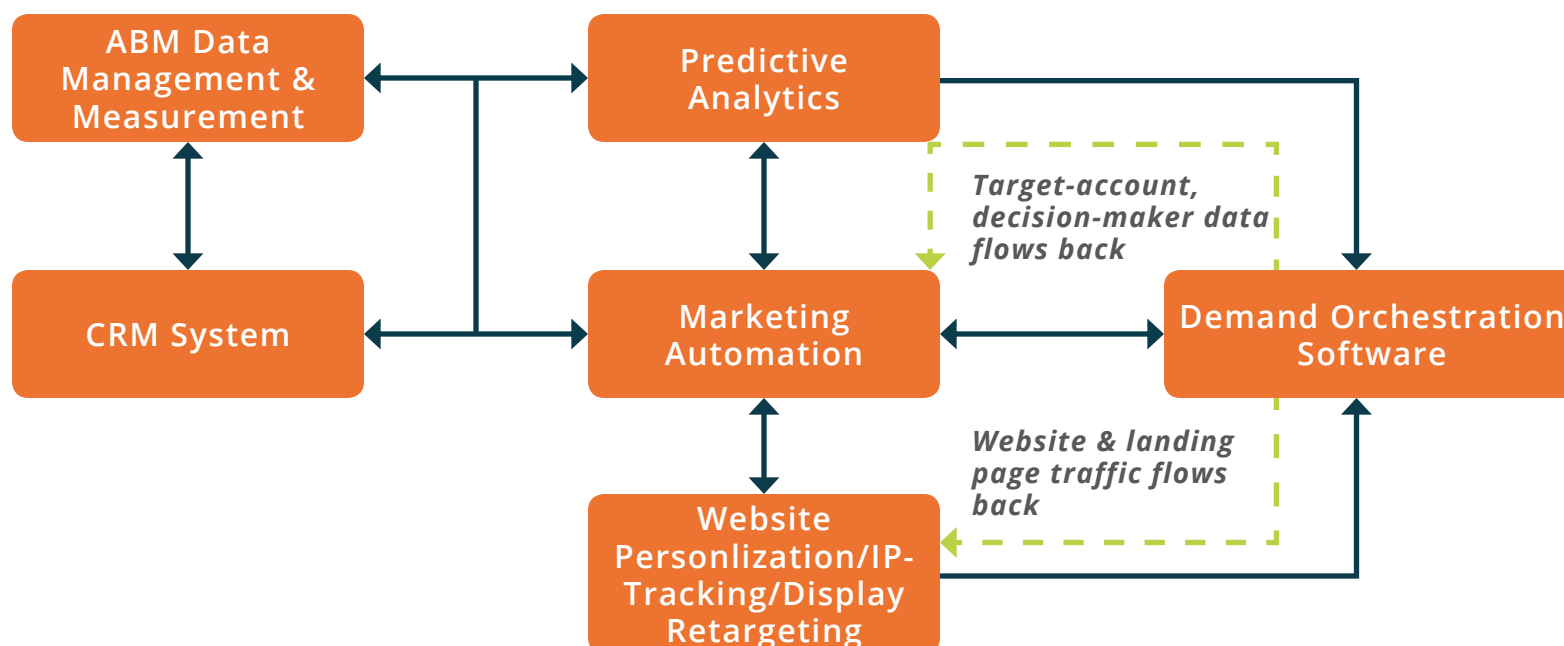 ABM Data
Management &
Measurement
Predictive
Analytics
Target-account,
decision-maker data
flows back
CRM System
Marketing
Automation
Demand Orchestration
Software
Website & landing
page traffic flows
back
Website
Personlization/IP-
Tracking/Display
Retargeting